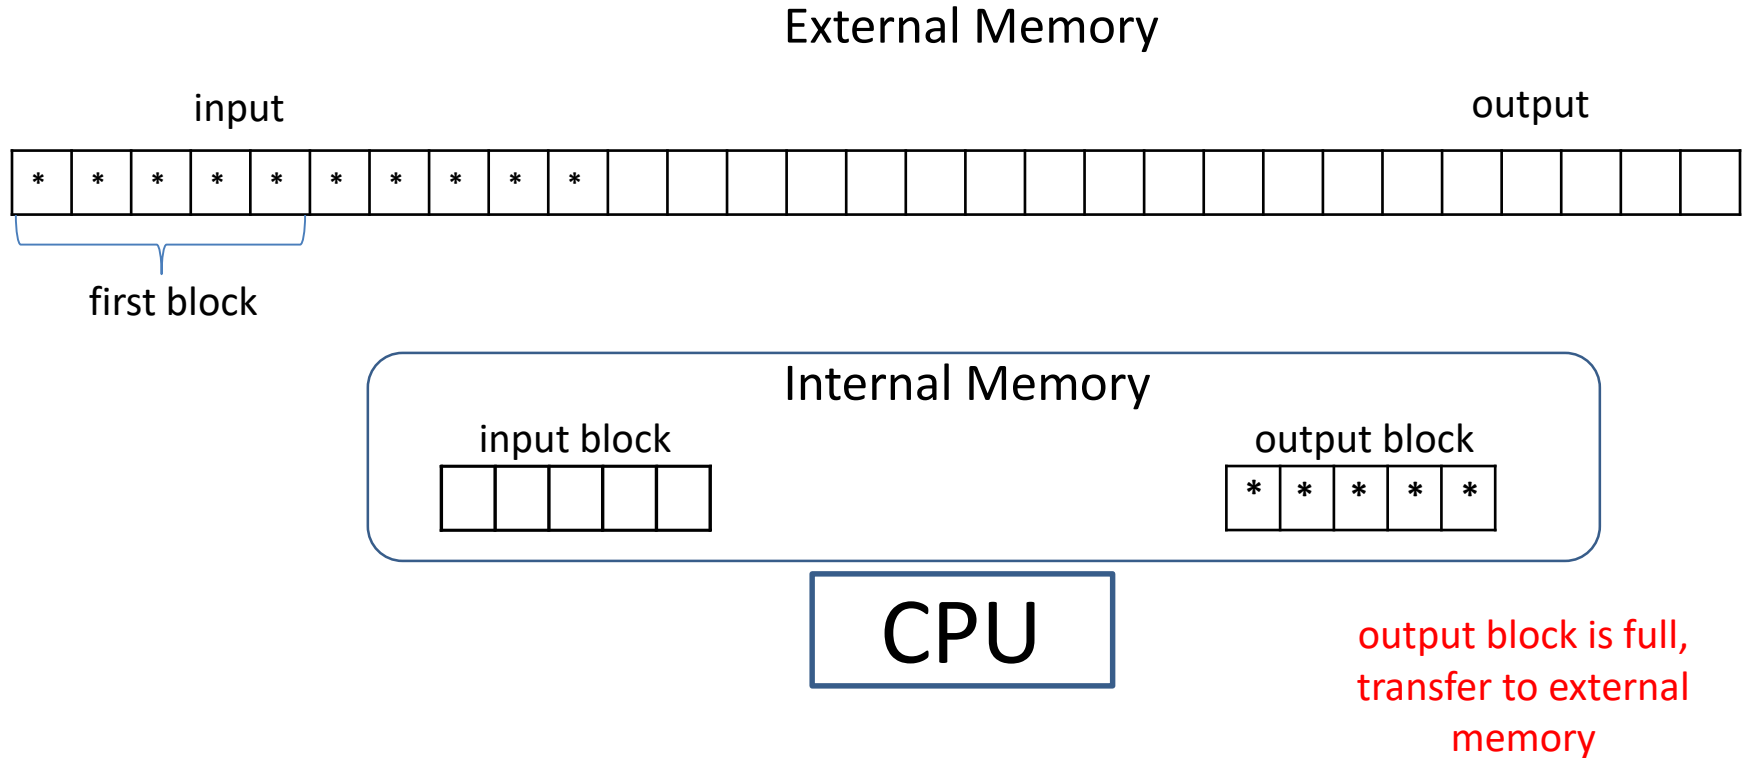 External Memory
input
output
* * * * * * * * * *
first block
Internal Memory
input block
output block
* * * * *
CPU
output block is full,
transfer to external
memory